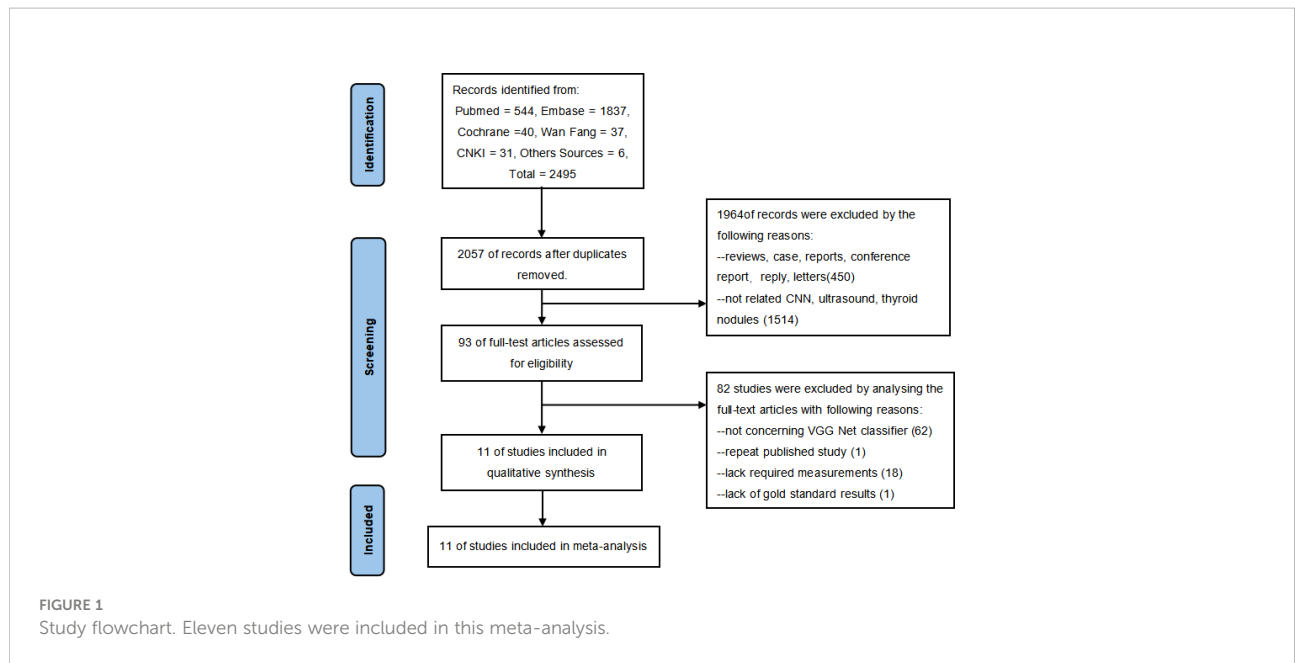 Identification
Records identified from:
Pubmed = 544, Embase = 1837,
Cochrane =40, Wan Fang = 37,
CNKI = 31, Others Sources = 6,
Total = 2495
1964of records were excluded by the
following reasons:
--reviews, case, reports, conference
report, reply, letters(450)
--not related CNN, ultrasound, thyroid
nodules (1514)
Screening
2057 of records after duplicates
removed.
93 of full-test articles assessed
for eligibility
82 studies were excluded by analysing the
full-text articles with following reasons:
--not concerning VGG Net classifier (62)
--repeat published study (1)
--lack required measurements (18)
--lack of gold standard results (1)
11 of studies included in
qualitative synthesis
Included
11 of studies included in meta-analysis
FIGURE 1
Study flowchart. Eleven studies were included in this meta-analysis.